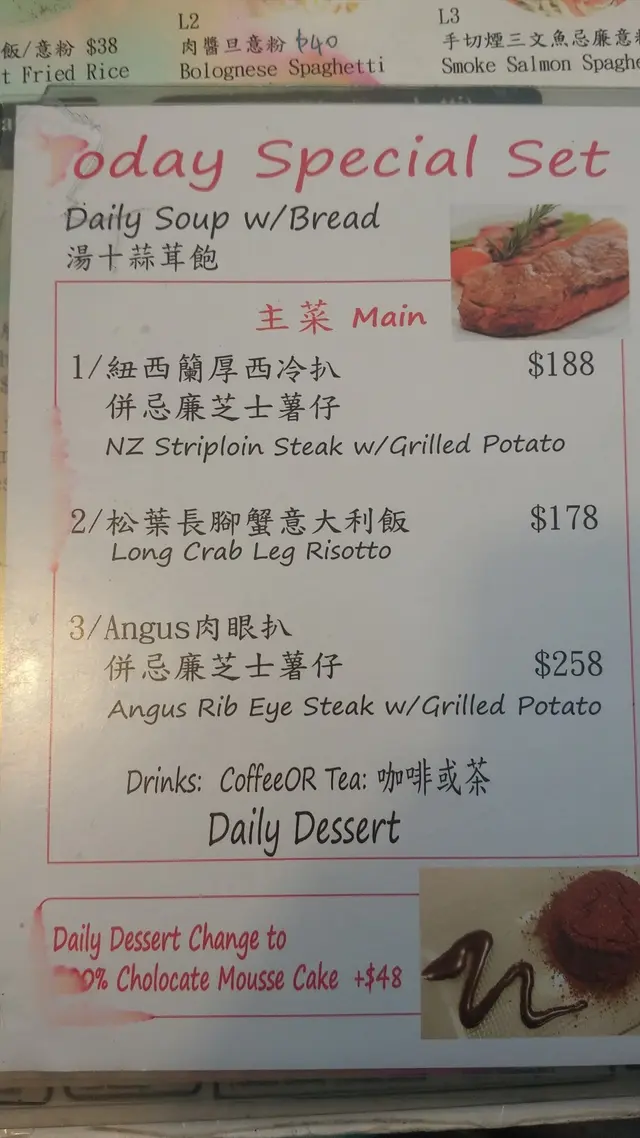 飯/意粉 $38
t Fried Rice
L2
肉醬旦意粉 $40
Bolognese Spaghetti
L3
手切煙三文魚忌廉意
Smoke Salmon Spaghe
oday Special Set
Daily Soup w/Bread
湯十蒜茸飽
主菜 Main
1/紐西蘭厚西冷扒 $188
併忌廉芝士薯仔
NZ Striploin Steak w/Grilled Potato
2/松葉長腳蟹意大利飯 $178
Long Crab Leg Risotto
3/Angus肉眼扒
併忌廉芝士薯仔 $258
Angus Rib Eye Steak w/Grilled Potato
Drinks: CoffeeOR Tea: 咖啡或茶
Daily Dessert
Daily Dessert Change to
0% Cholocate Mousse Cake +$48